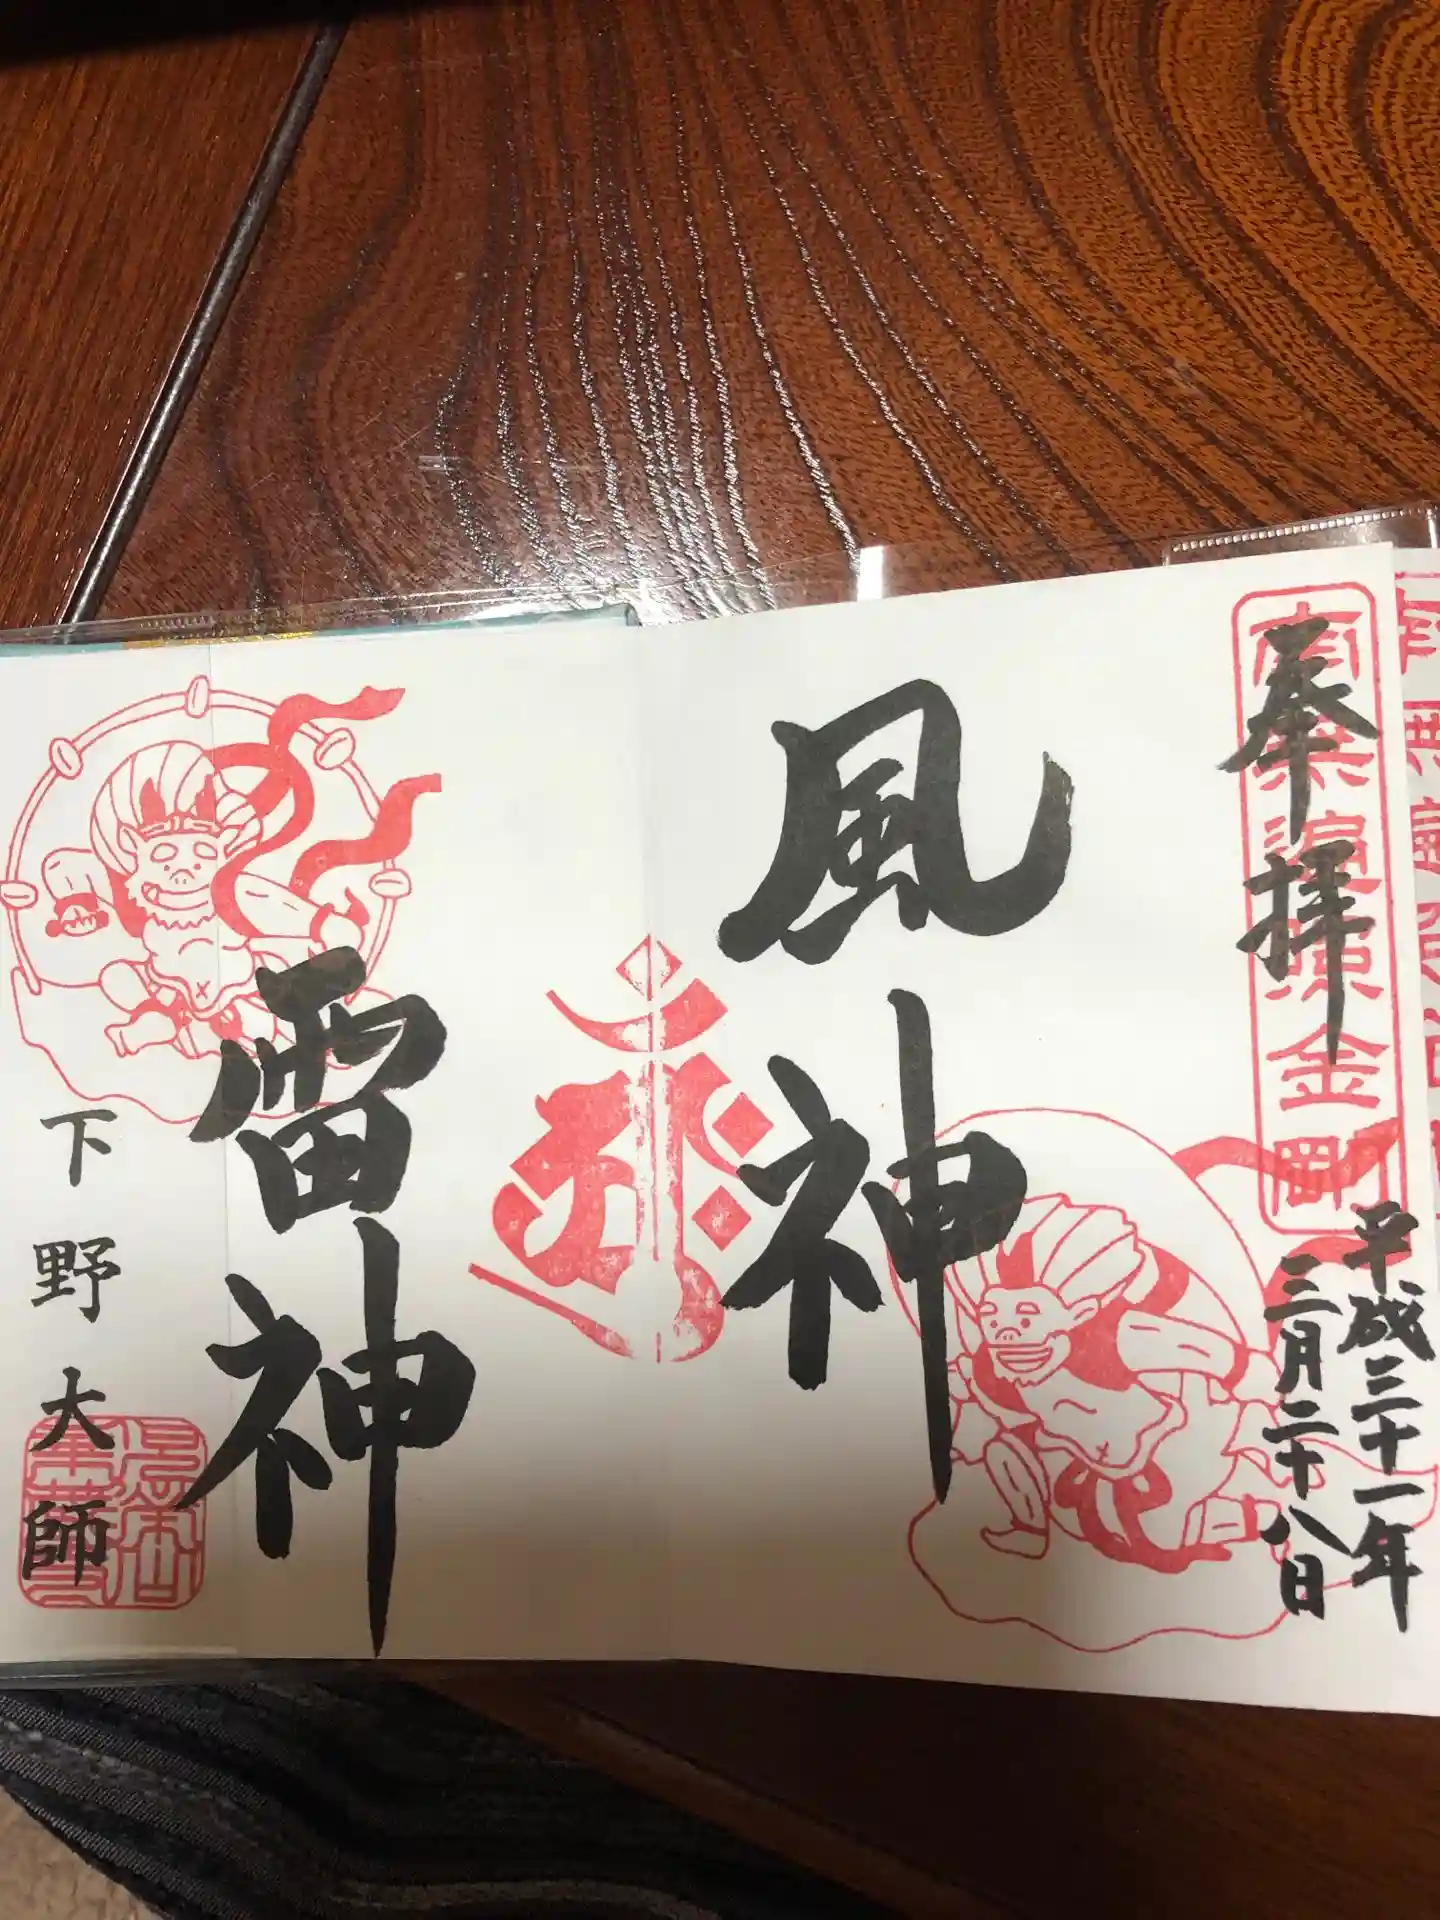 奉拝
南無遍照金剛
平成三十一年
三月二十八日
風神
雷神
下野大師